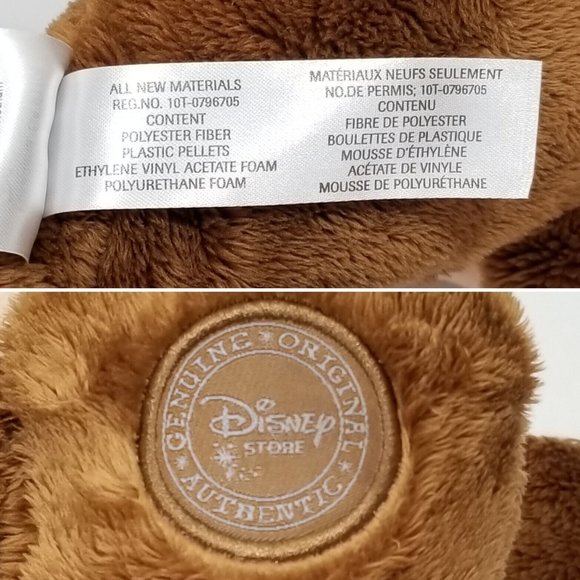 ALL NEW MATERIALS
REG.NO. 10T-0796705
CONTENT
POLYESTER FIBER
PLASTIC PELLETS
ETHYLENE VINYL ACETATE FOAM
POLYURETHANE FOAM
MATÉRIAUX NEUFS SEULEMENT
NO.DE PERMIS; 10T-0796705
CONTENU
FIBRE DE POLYESTER
BOULETTES DE PLASTIQUE
MOUSSE D'ÉTHYLÈNE
ACÉTATE DE VINYLE
MOUSSE DE POLYURÉTHANE
GENUINE • ORIGINAL
Disney
STORE
AUTHENTIC